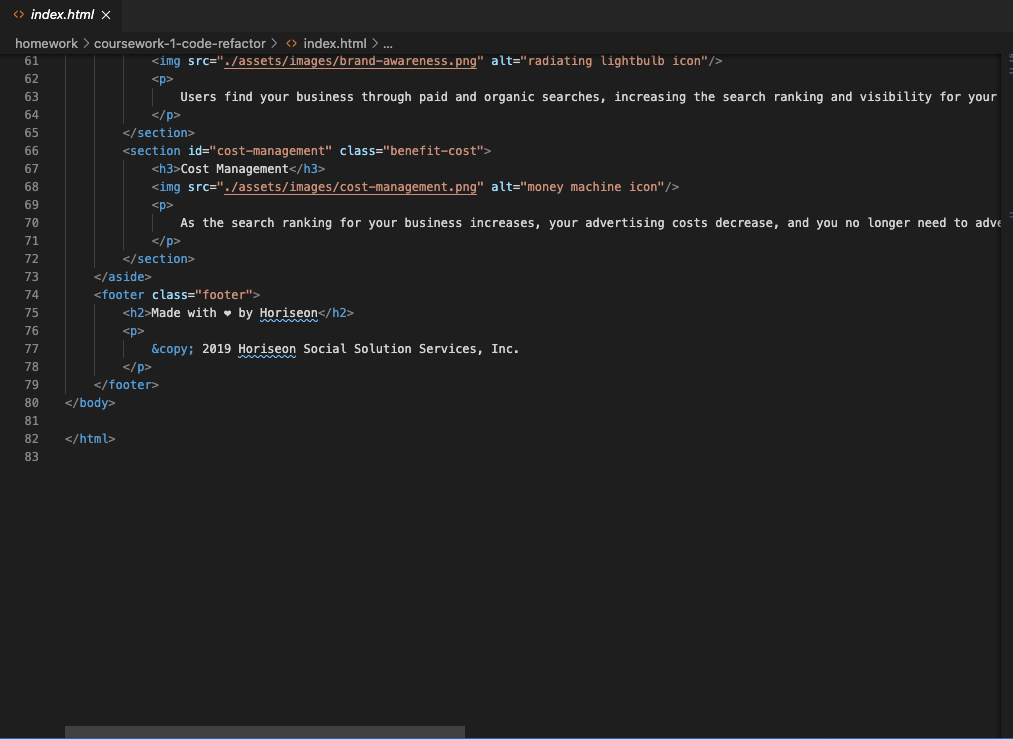 index.html
homework > coursework-1-code-refactor > index.html > ...
61 <img src="./assets/images/brand-awareness.png" alt="radiating lightbulb icon"/>
62 <p>
63 Users find your business through paid and organic searches, increasing the search ranking and visibility for your
64 </p>
65 </section>
66 <section id="cost-management" class="benefit-cost">
67 <h3>Cost Management</h3>
68 <img src="./assets/images/cost-management.png" alt="money machine icon"/>
69 <p>
70 As the search ranking for your business increases, your advertising costs decrease, and you no longer need to adve
71 </p>
72 </section>
73 </aside>
74 <footer class="footer">
75 <h2>Made with ❤ by Horiseon</h2>
76 <p>
77 &copy; 2019 Horiseon Social Solution Services, Inc.
78 </p>
79 </footer>
80 </body>
81
82 </html>
83